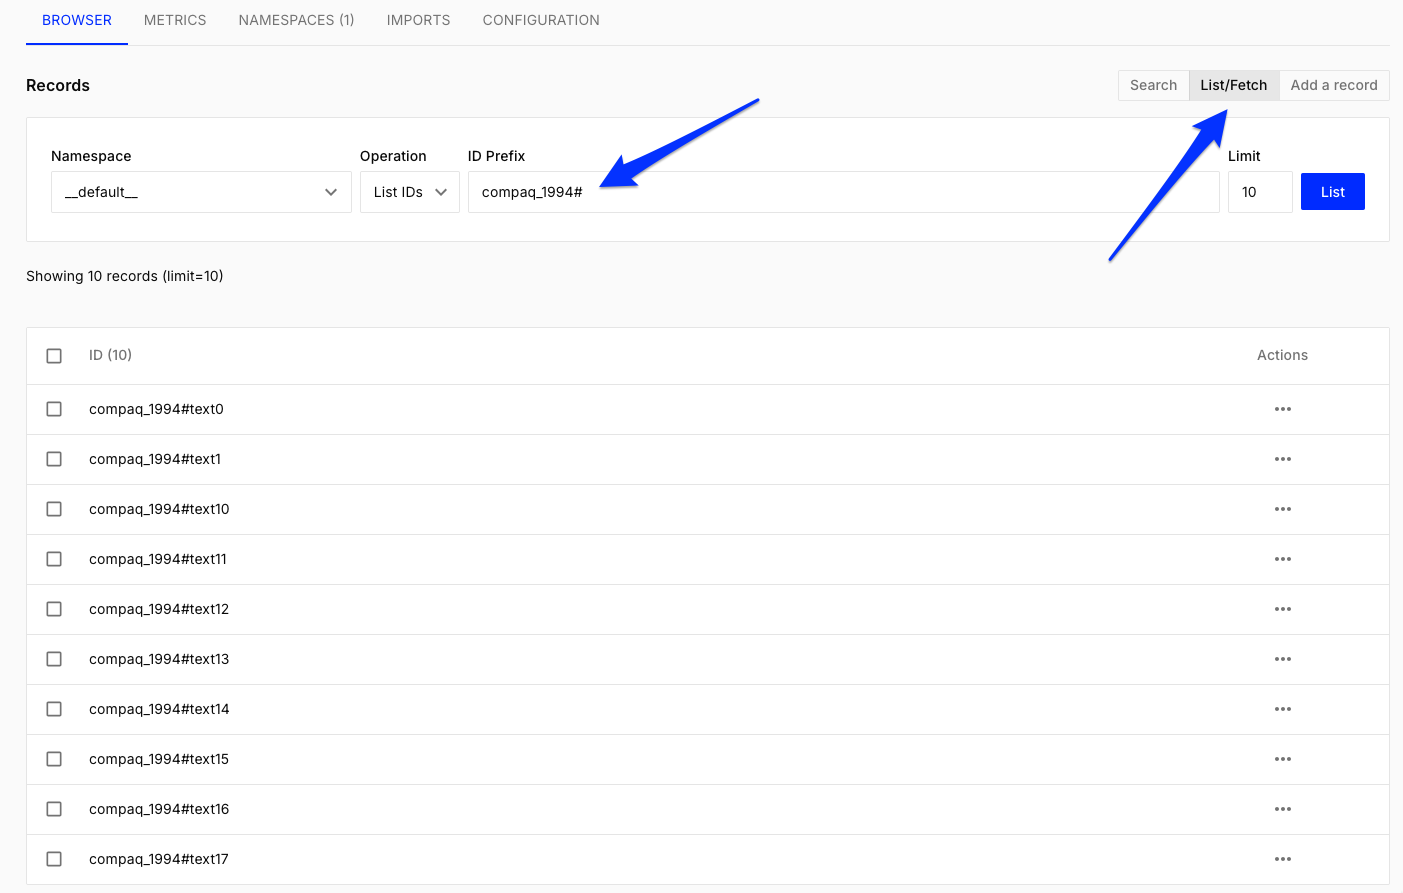 BROWSER METRICS NAMESPACES (1) IMPORTS CONFIGURATION
Records
Search List/Fetch Add a record
Namespace Operation ID Prefix Limit
__default__ List IDs compaq_1994# 10 List
Showing 10 records (limit=10)
ID (10) Actions
compaq_1994#text0
compaq_1994#text1
compaq_1994#text10
compaq_1994#text11
compaq_1994#text12
compaq_1994#text13
compaq_1994#text14
compaq_1994#text15
compaq_1994#text16
compaq_1994#text17